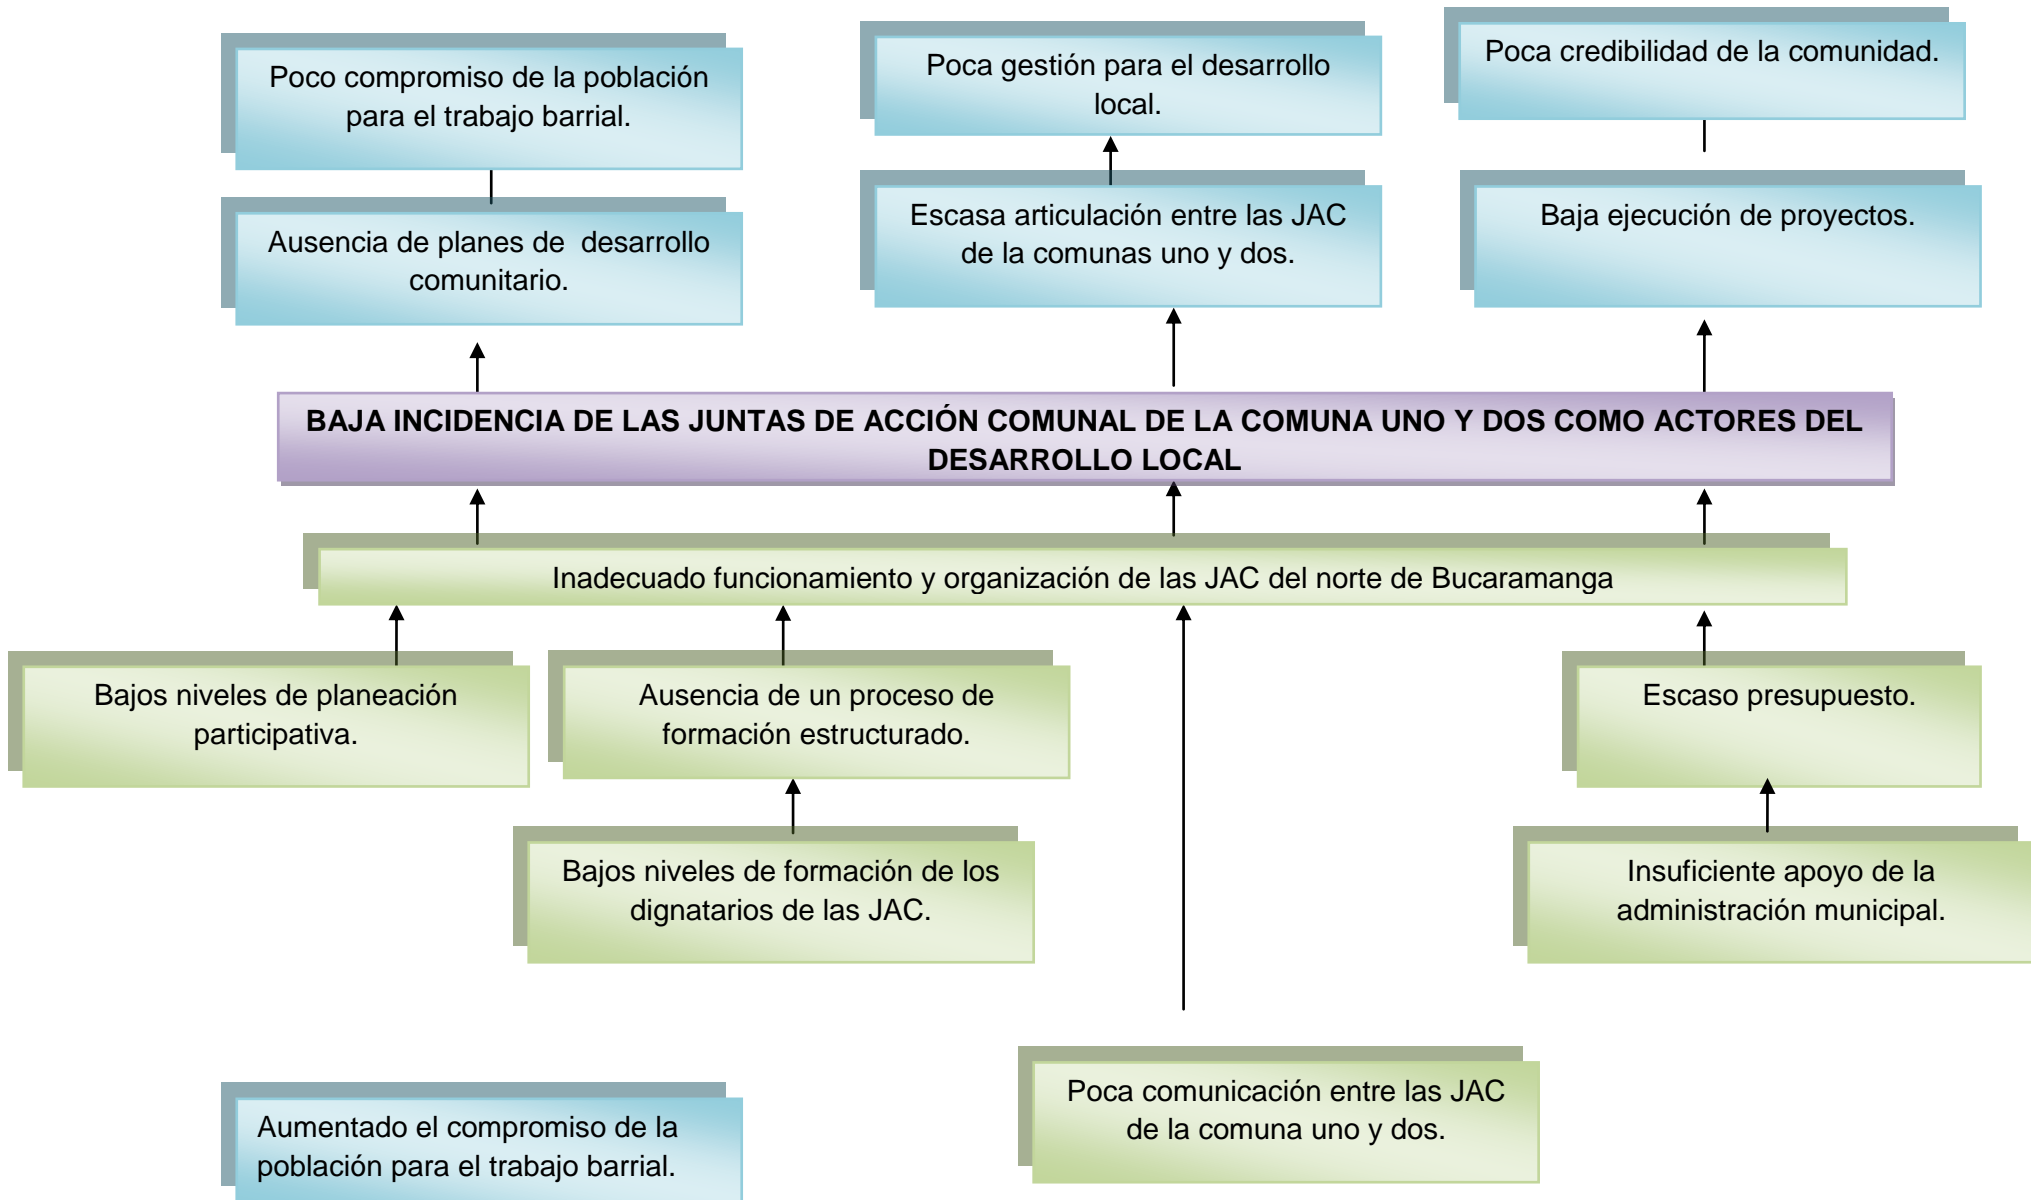 Poco compromiso de la población
para el trabajo barrial.
Poca gestión para el desarrollo
local.
Poca credibilidad de la comunidad.
Ausencia de planes de  desarrollo
comunitario.
Escasa articulación entre las JAC
de la comunas uno y dos.
Baja ejecución de proyectos.
BAJA INCIDENCIA DE LAS JUNTAS DE ACCIÓN COMUNAL DE LA COMUNA UNO Y DOS COMO ACTORES DEL
DESARROLLO LOCAL
Inadecuado funcionamiento y organización de las JAC del norte de Bucaramanga
Bajos niveles de planeación
participativa.
Ausencia de un proceso de
formación estructurado.
Escaso presupuesto.
Bajos niveles de formación de los
dignatarios de las JAC.
Insuficiente apoyo de la
administración municipal.
Poca comunicación entre las JAC
de la comuna uno y dos.
Aumentado el compromiso de la
población para el trabajo barrial.